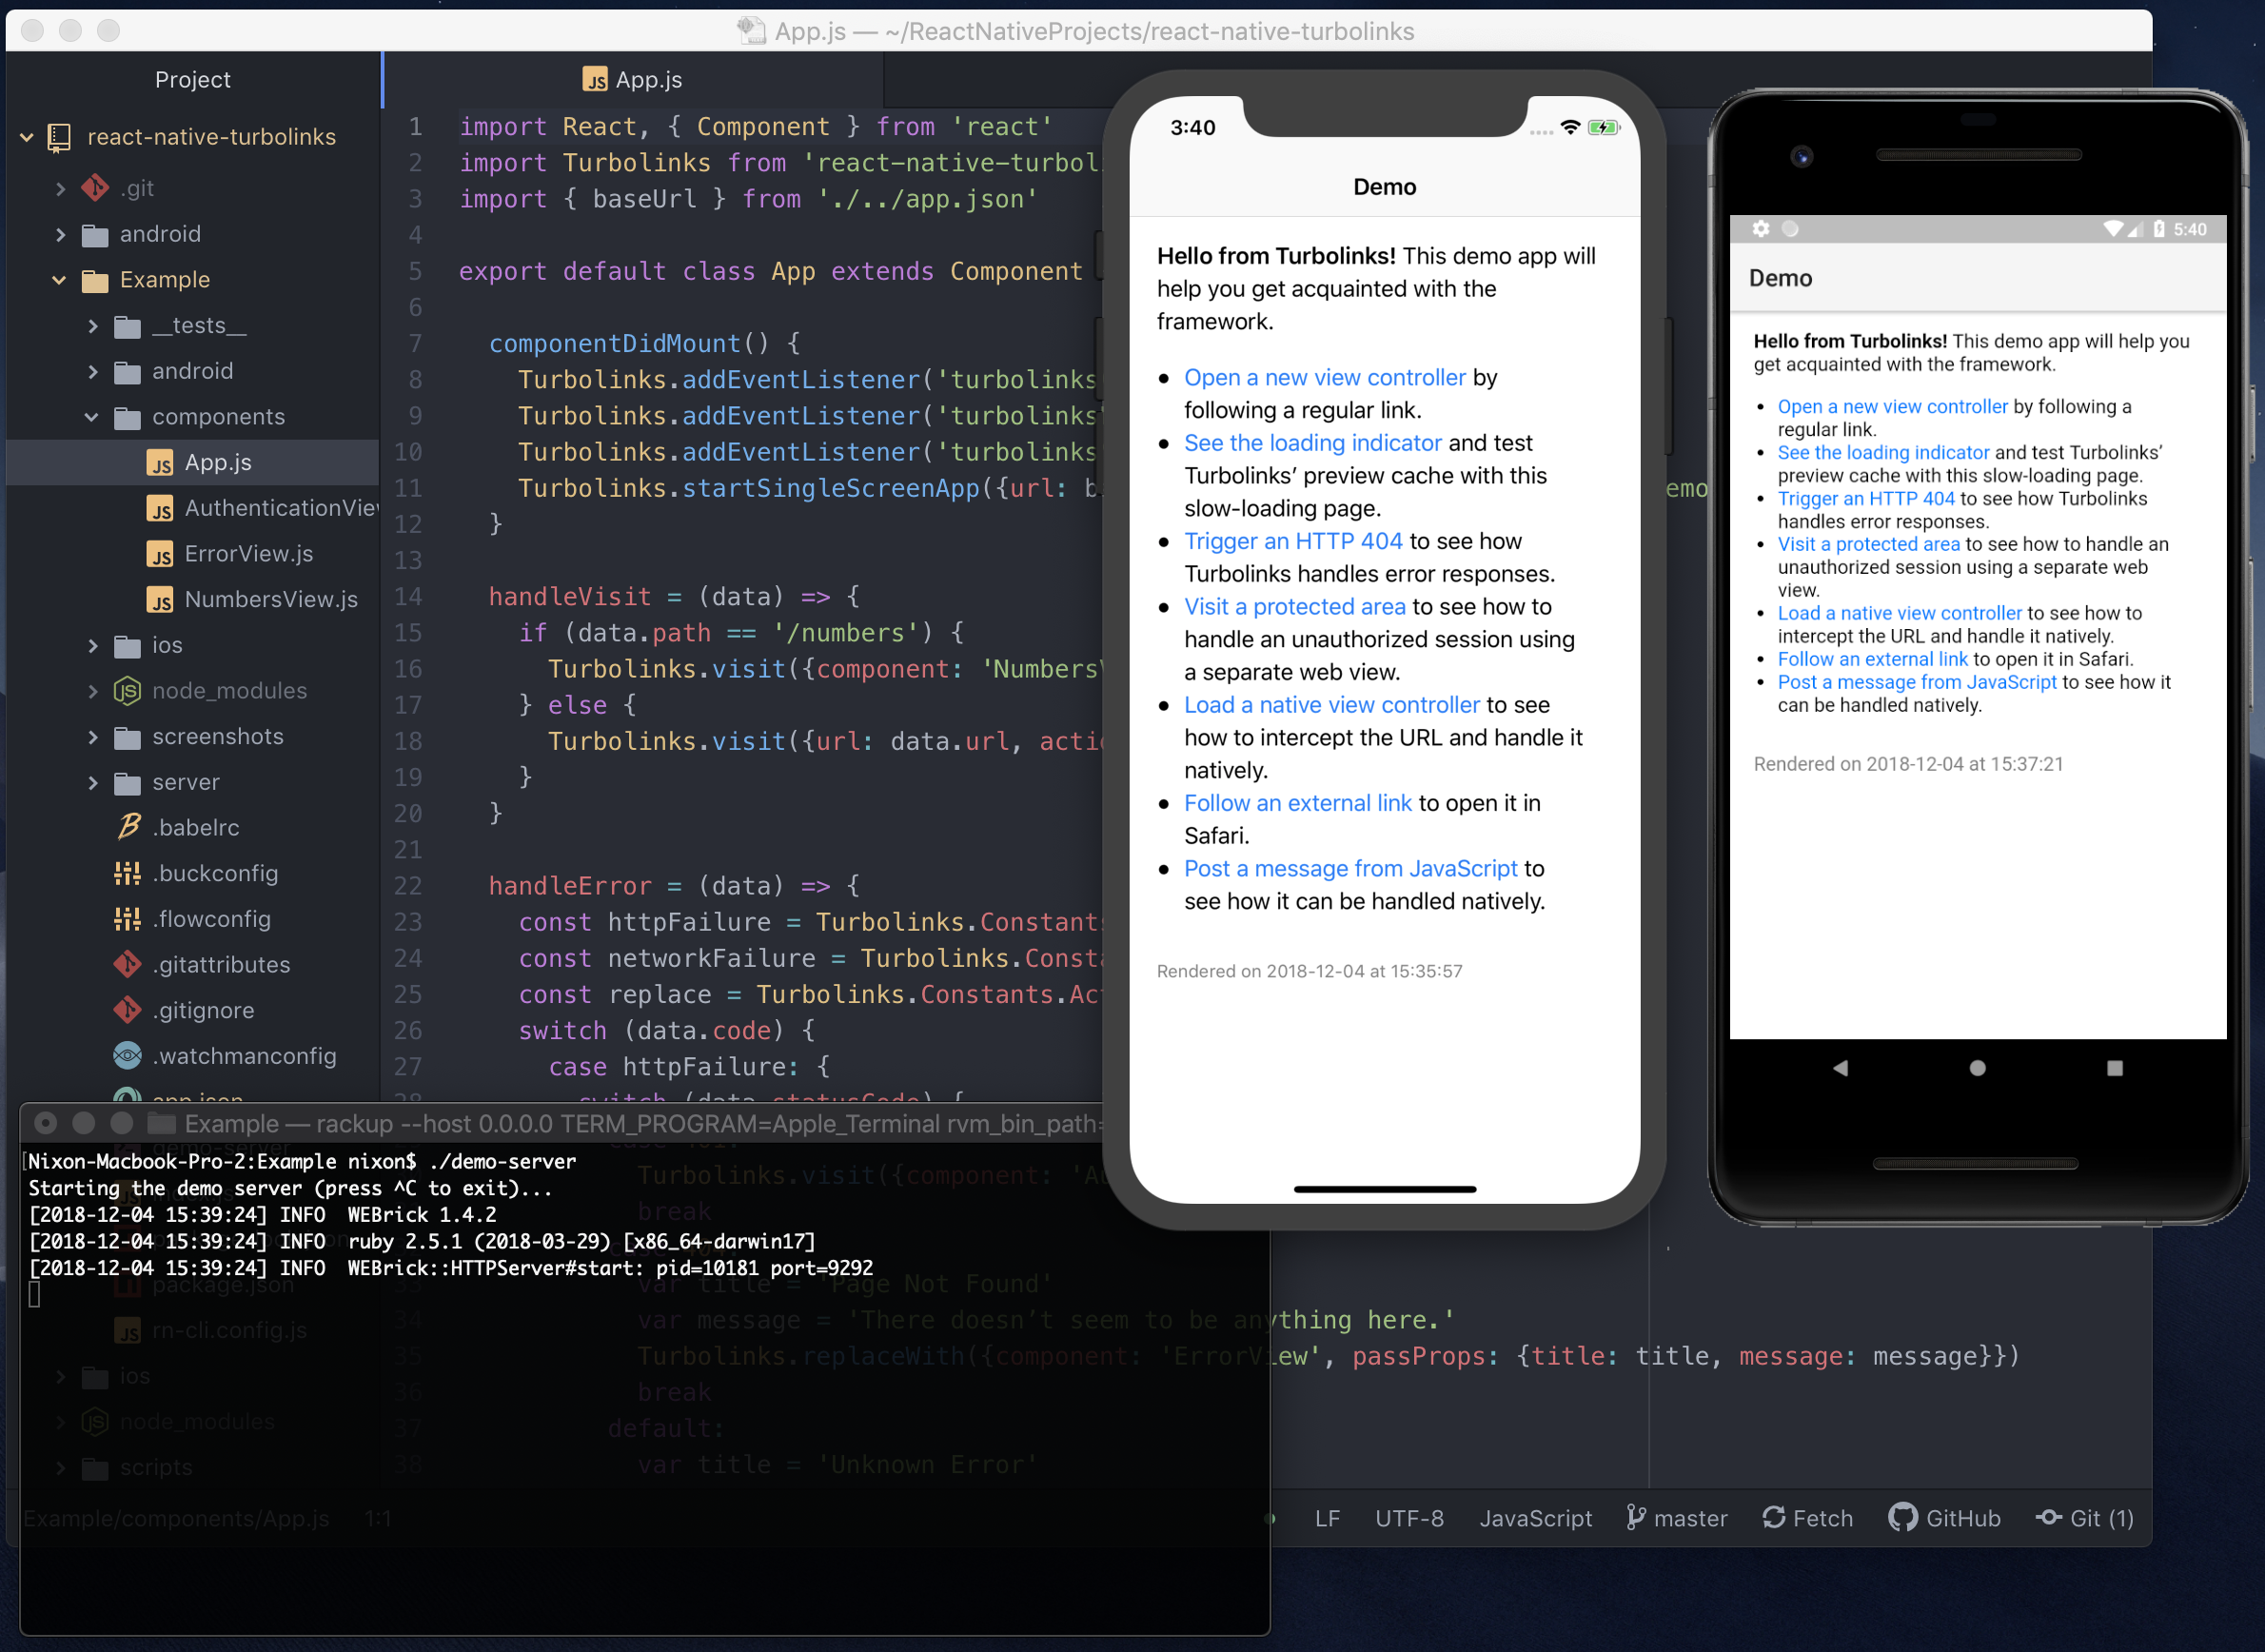 App.js — ~/ReactNativeProjects/react-native-turbolinks
Project
react-native-turbolinks
.git
android
Example
__tests__
android
components
App.js
AuthenticationView
ErrorView.js
NumbersView.js
ios
node_modules
screenshots
server
.babelrc
.buckconfig
.flowconfig
.gitattributes
.gitignore
.watchmanconfig
app.json
demo-server
index.js
package.json
rn-cli.config.js
ios
node_modules
scripts
App.js
1 import React, { Component } from 'react'
2 import Turbolinks from 'react-native-turboli
3 import { baseUrl } from './../app.json'
4
5 export default class App extends Component
6
7 componentDidMount() {
8 Turbolinks.addEventListener('turbolinks
9 Turbolinks.addEventListener('turbolinks
10 Turbolinks.addEventListener('turbolinks
11 Turbolinks.startSingleScreenApp({url: b emo
12 }
13
14 handleVisit = (data) => {
15 if (data.path == '/numbers') {
16 Turbolinks.visit({component: 'NumbersV
17 } else {
18 Turbolinks.visit({url: data.url, actio
19 }
20 }
21
22 handleError = (data) => {
23 const httpFailure = Turbolinks.Constants
24 const networkFailure = Turbolinks.Consta
25 const replace = Turbolinks.Constants.Act
26 switch (data.code) {
27 case httpFailure: {
28 switch (data.statusCode) {
Turbolinks.visit({component: 'Au
break
var title = 'Page Not Found'
34 var message = 'There doesn’t seem to be anything here.'
35 Turbolinks.replaceWith({component: 'ErrorView', passProps: {title: title, message: message}})
36 break
37 default:
38 var title = 'Unknown Error'
Example/components/App.js 1:1
LF UTF-8 JavaScript master Fetch GitHub Git (1)
Example — rackup --host 0.0.0.0 TERM_PROGRAM=Apple_Terminal rvm_bin_path=
[Nixon-Macbook-Pro-2:Example nixon$ ./demo-server
Starting the demo server (press ^C to exit)...
[2018-12-04 15:39:24] INFO  WEBrick 1.4.2
[2018-12-04 15:39:24] INFO  ruby 2.5.1 (2018-03-29) [x86_64-darwin17]
[2018-12-04 15:39:24] INFO  WEBrick::HTTPServer#start: pid=10181 port=9292
3:40
Demo
Hello from Turbolinks! This demo app will
help you get acquainted with the
framework.
• Open a new view controller by
following a regular link.
• See the loading indicator and test
Turbolinks’ preview cache with this
slow-loading page.
• Trigger an HTTP 404 to see how
Turbolinks handles error responses.
• Visit a protected area to see how to
handle an unauthorized session using
a separate web view.
• Load a native view controller to see
how to intercept the URL and handle it
natively.
• Follow an external link to open it in
Safari.
• Post a message from JavaScript to
see how it can be handled natively.
Rendered on 2018-12-04 at 15:35:57
5:40
Demo
Hello from Turbolinks! This demo app will help you
get acquainted with the framework.
• Open a new view controller by following a
regular link.
• See the loading indicator and test Turbolinks’
preview cache with this slow-loading page.
• Trigger an HTTP 404 to see how Turbolinks
handles error responses.
• Visit a protected area to see how to handle an
unauthorized session using a separate web
view.
• Load a native view controller to see how to
intercept the URL and handle it natively.
• Follow an external link to open it in Safari.
• Post a message from JavaScript to see how it
can be handled natively.
Rendered on 2018-12-04 at 15:37:21